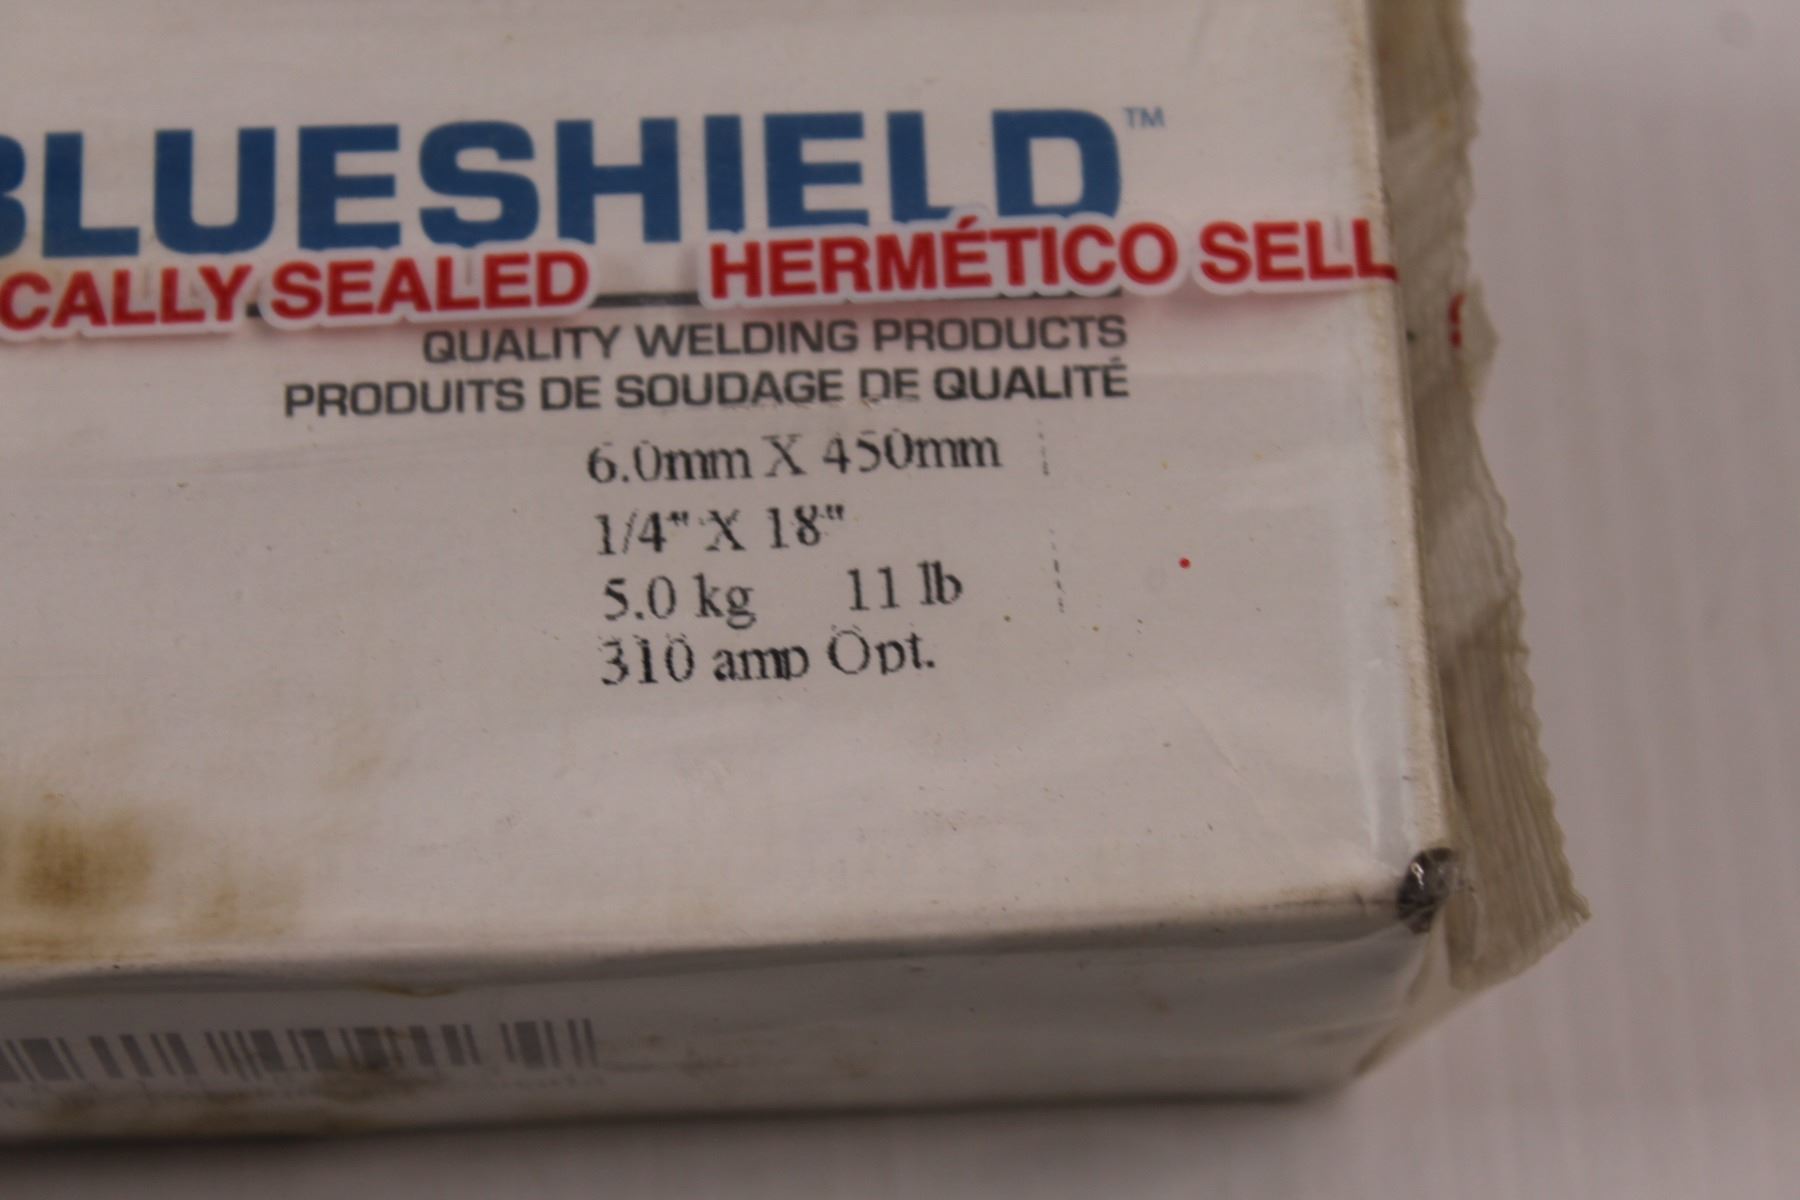 BLUESHIELD™
CALLY SEALED HERMÉTICO SELL
QUALITY WELDING PRODUCTS
PRODUITS DE SOUDAGE DE QUALITÉ
6.0mm X 450mm
1/4" X 18"
5.0 kg 11 lb
310 amp Opt.